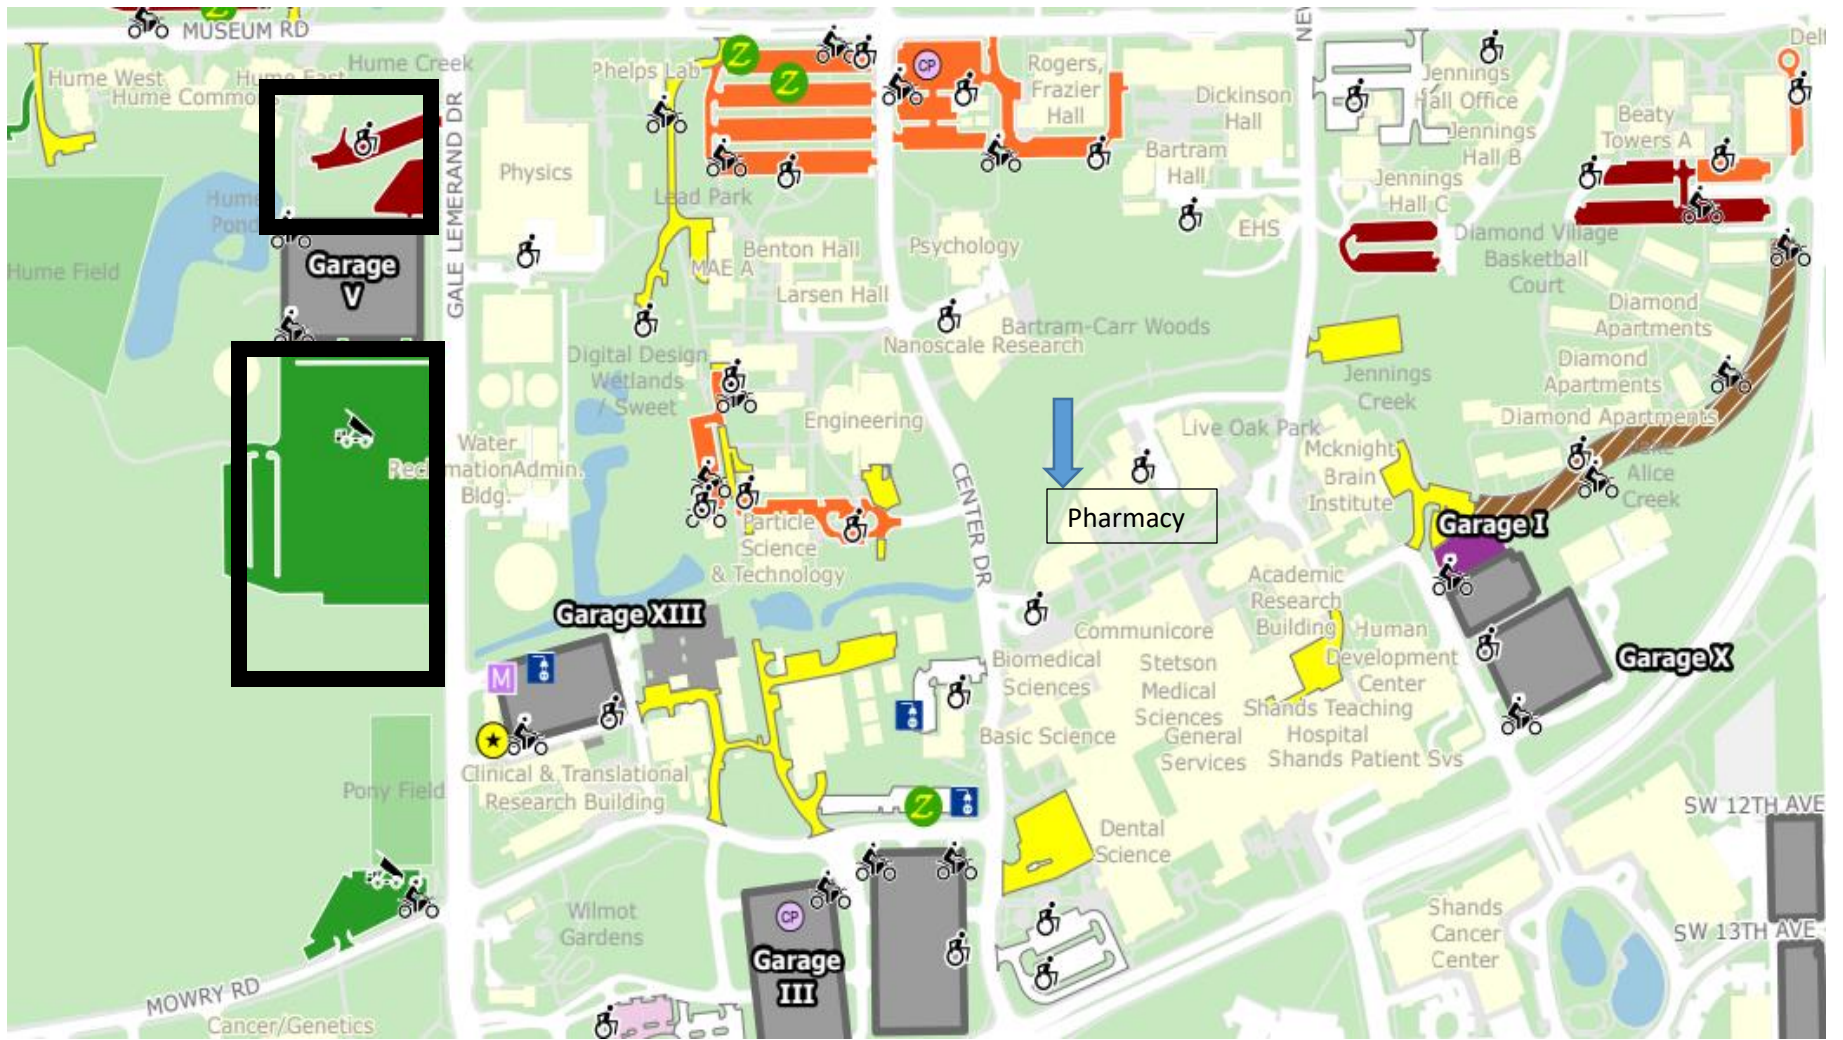 MUSEUM RD
Hume West
Hume East
Hume Commons
Hume Creek
Phelps Lab
Z
Z
CP
Rogers,
Frazier
Hall
Dickinson
Hall
Bartram
Hall
EHS
Jennings
Hall Office
Jennings
Hall B
Jennings
Hall C
Beaty
Towers A
Physics
Lead Park
GALE LEMERAND DR
Hume Field
Garage
V
MAE A
Benton Hall
Larsen Hall
Psychology
Diamond Village
Basketball
Court
Diamond
Apartments
Diamond
Apartments
Diamond Apartments
Bartram-Carr Woods
Nanoscale Research
Jennings
Creek
Digital Design
Wetlands
/ Sweet
Engineering
Live Oak Park
Mcknight
Brain
Institute
Alice
Creek
Water
Reclamation Admin.
Bldg.
CENTER DR
Pharmacy
Garage I
Particle
Science
& Technology
Academic
Research
Building
Garage XIII
M
Communicore
Human
Development
Center
Garage X
Biomedical
Sciences
Stetson
Medical
Sciences
Basic Science
General
Services
Shands Teaching
Hospital
Shands Patient Svs
Clinical & Translational
Research Building
Pony Field
Z
SW 12TH AVE
Dental
Science
Wilmot
Gardens
CP
Garage
III
Shands
Cancer
Center
SW 13TH AVE
MOWRY RD
Cancer/Genetics